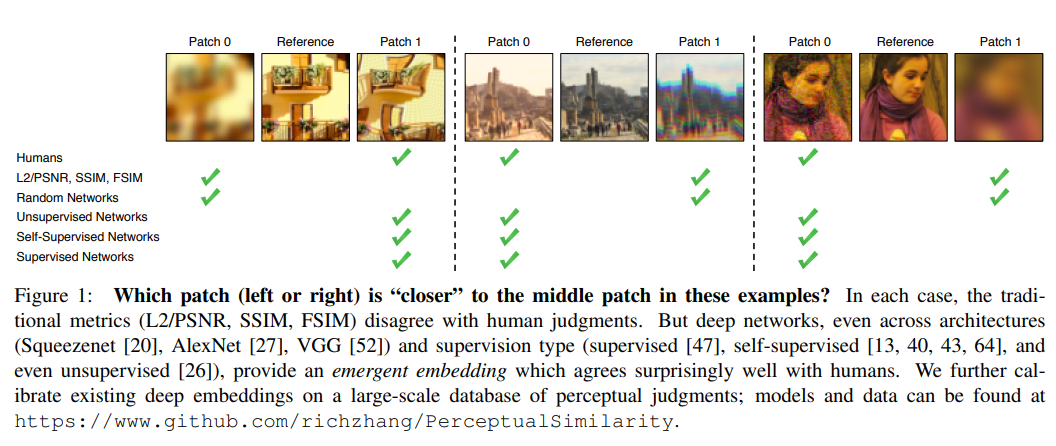 Patch 0 Reference Patch 1 Patch 0 Reference Patch 1 Patch 0 Reference Patch 1
Humans
L2/PSNR, SSIM, FSIM
Random Networks
Unsupervised Networks
Self-Supervised Networks
Supervised Networks
Figure 1: Which patch (left or right) is “closer” to the middle patch in these examples? In each case, the tradi-
tional metrics (L2/PSNR, SSIM, FSIM) disagree with human judgments. But deep networks, even across architectures
(Squeezenet [20], AlexNet [27], VGG [52]) and supervision type (supervised [47], self-supervised [13, 40, 43, 64], and
even unsupervised [26]), provide an emergent embedding which agrees surprisingly well with humans. We further cal-
ibrate existing deep embeddings on a large-scale database of perceptual judgments; models and data can be found at
https://www.github.com/richzhang/PerceptualSimilarity.